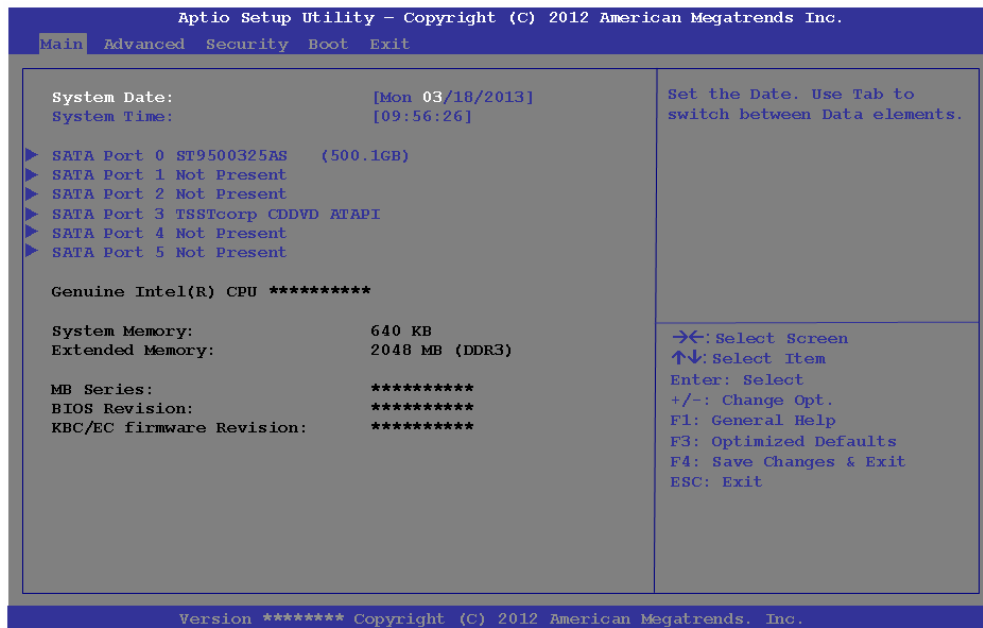 Aptio Setup Utility – Copyright (C) 2012 American Megatrends Inc.
Main Advanced Security Boot Exit
System Date: [Mon 03/18/2013]
System Time: [09:56:26]
SATA Port 0 ST9500325AS (500.1GB)
SATA Port 1 Not Present
SATA Port 2 Not Present
SATA Port 3 TSSTcorp CDDVD ATAPI
SATA Port 4 Not Present
SATA Port 5 Not Present
Genuine Intel(R) CPU **********
System Memory: 640 KB
Extended Memory: 2048 MB (DDR3)
MB Series: **********
BIOS Revision: **********
KBC/EC firmware Revision: **********
Set the Date. Use Tab to
switch between Data elements.
→←: Select Screen
↑↓: Select Item
Enter: Select
+/-: Change Opt.
F1: General Help
F3: Optimized Defaults
F4: Save Changes & Exit
ESC: Exit
Version ******** Copyright (C) 2012 American Megatrends. Inc.